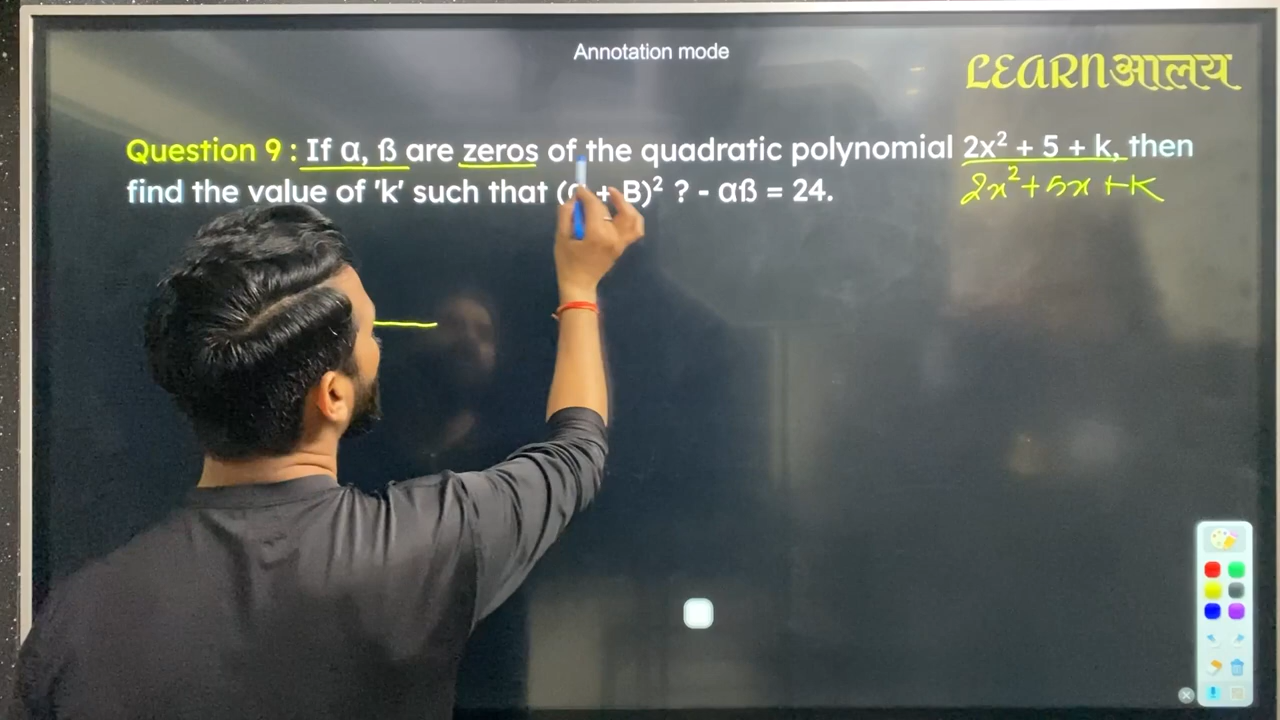 Annotation mode
LEARNआलय
Question 9 : If α, ß are zeros of the quadratic polynomial 2x² + 5 + k, then
find the value of 'k' such that ( + B)² ? - αß = 24.
2x² + 5x + k